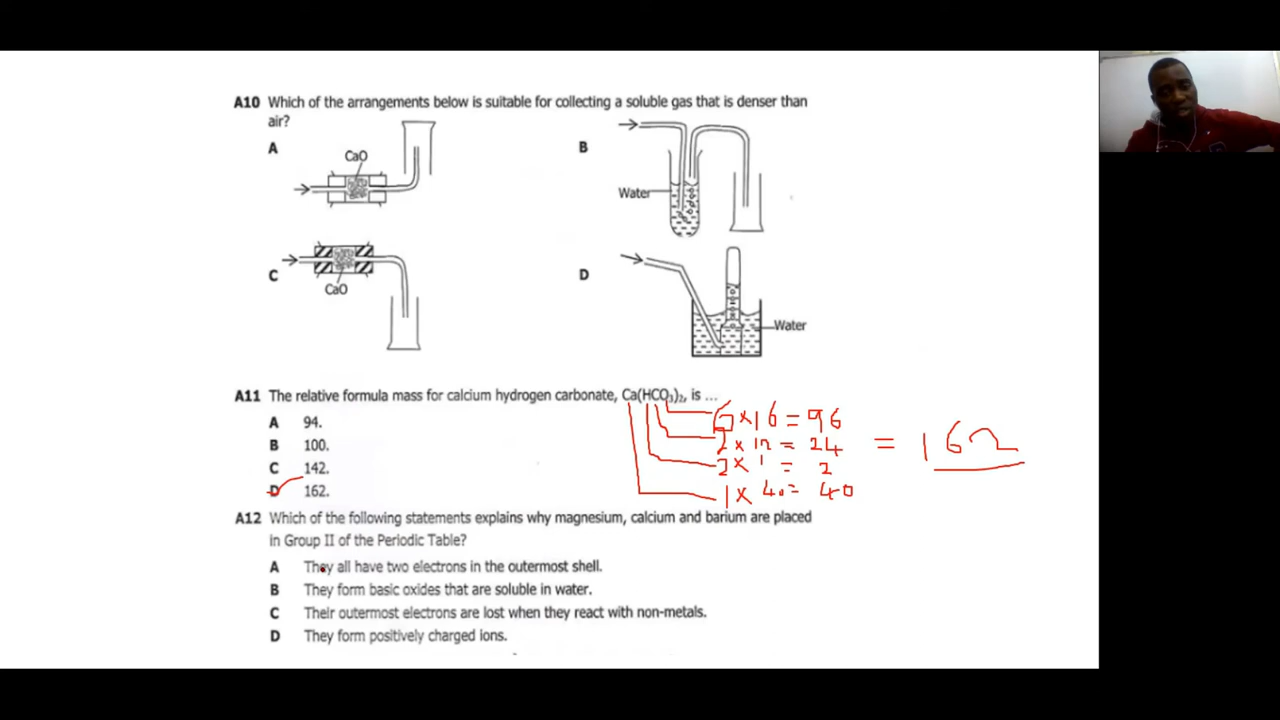 A10 Which of the arrangements below is suitable for collecting a soluble gas that is denser than
air?
A
CaO
B
Water
C
CaO
D
Water
A11 The relative formula mass for calcium hydrogen carbonate, Ca(HCO₃)₂, is ...
A 94.
B 100.
C 142.
D 162.
6 × 16 = 96
2 × 12 = 24
2 × 1 = 2
1 × 40 = 40
= 162
A12 Which of the following statements explains why magnesium, calcium and barium are placed
in Group II of the Periodic Table?
A They all have two electrons in the outermost shell.
B They form basic oxides that are soluble in water.
C Their outermost electrons are lost when they react with non-metals.
D They form positively charged ions.